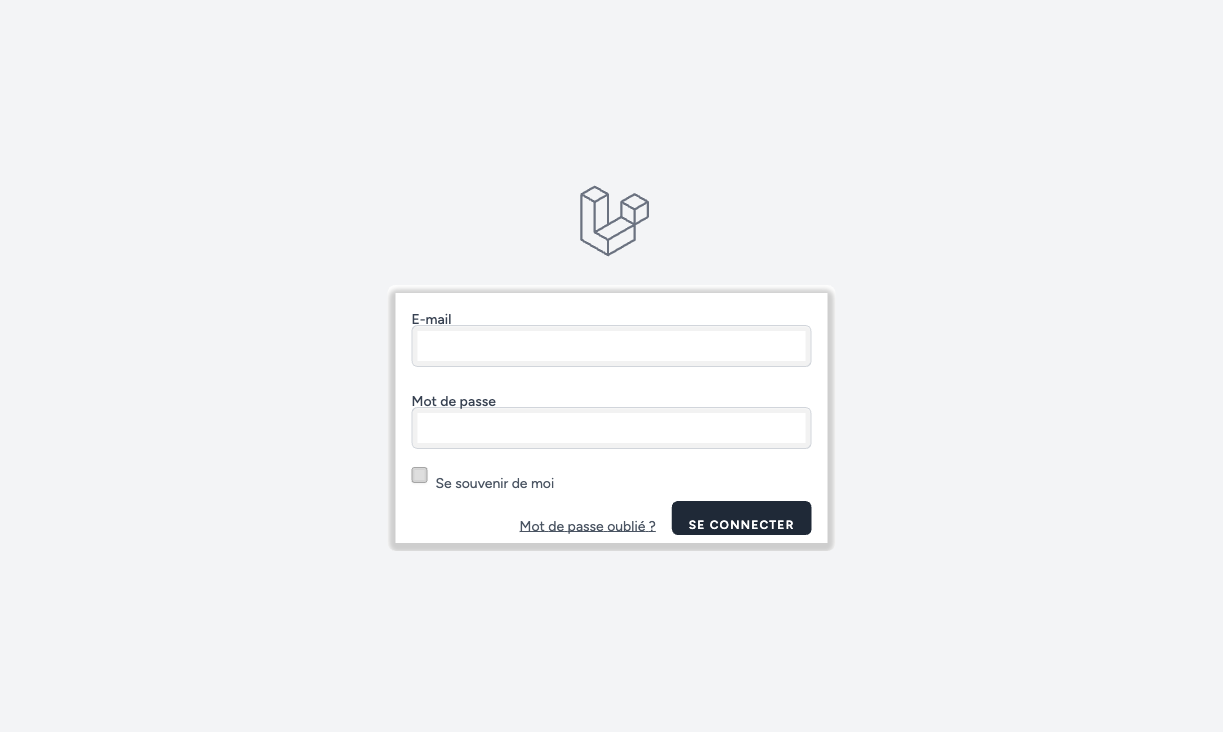 E-mail
Mot de passe
Se souvenir de moi
Mot de passe oublié ? SE CONNECTER